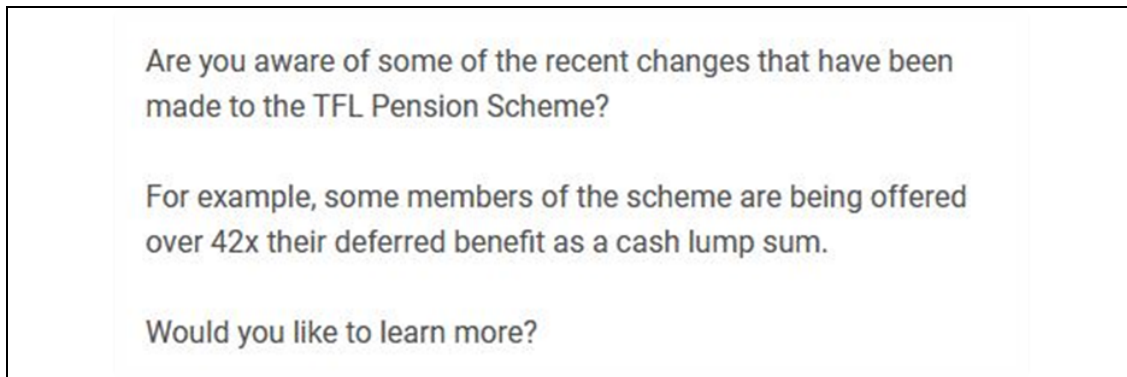 Are you aware of some of the recent changes that have been
made to the TFL Pension Scheme?
For example, some members of the scheme are being offered
over 42x their deferred benefit as a cash lump sum.
Would you like to learn more?